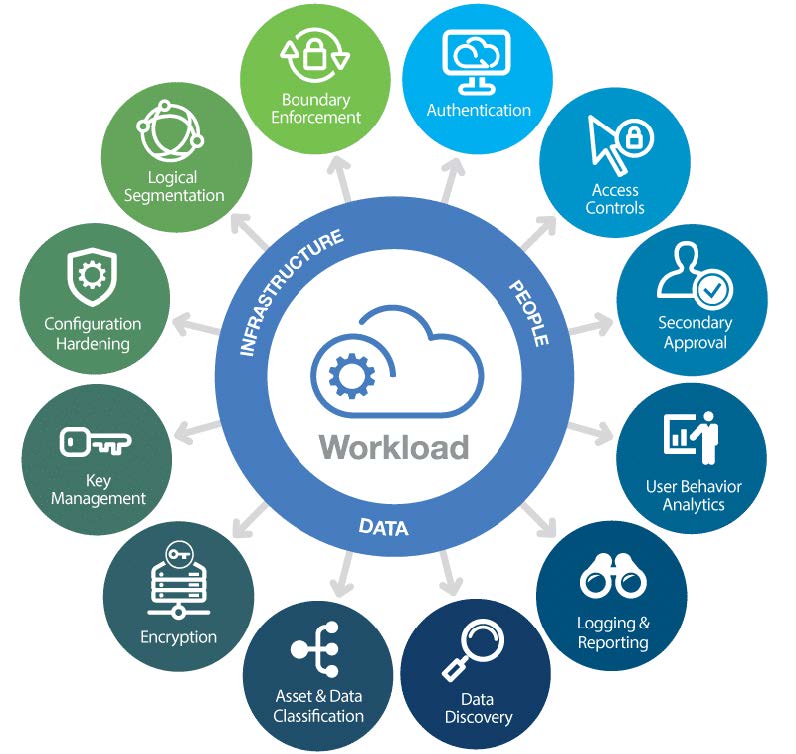 Boundary
Enforcement
Authentication
Access
Controls
Secondary
Approval
User Behavior
Analytics
Logging &
Reporting
Data
Discovery
Asset & Data
Classification
Encryption
Key
Management
Configuration
Hardening
Logical
Segmentation
INFRASTRUCTURE
PEOPLE
DATA
Workload